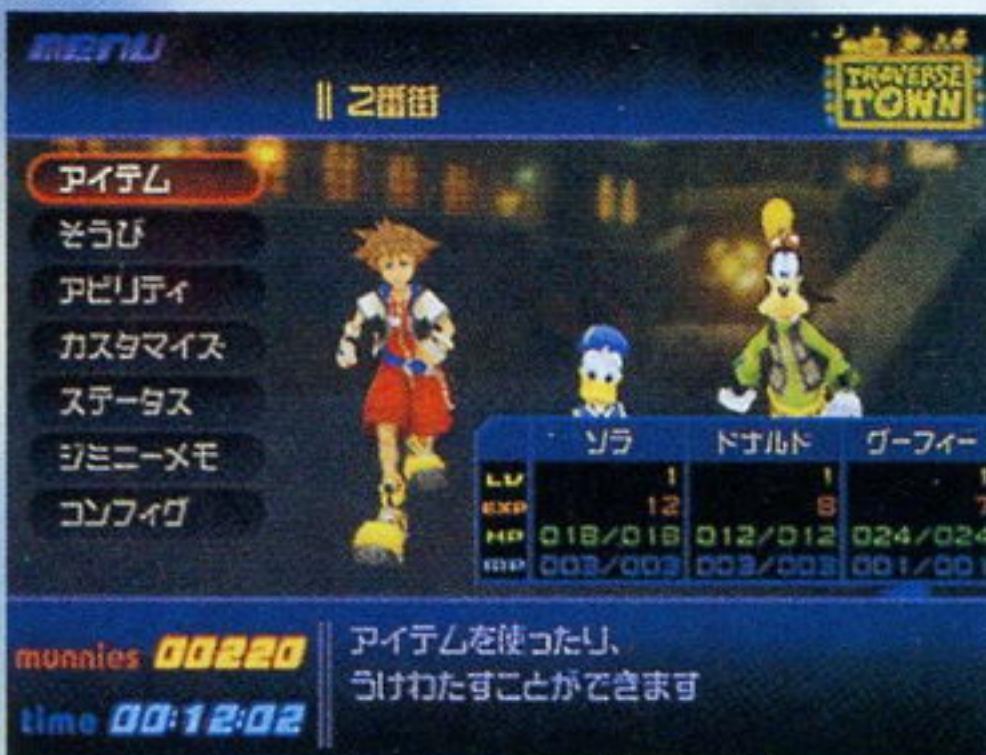 menu
2番街
TRAVERSE TOWN
アイテム
そうび
アビリティ
カスタマイズ
ステータス
ジミニーメモ
コンフィグ
ソラ ドナルド グーフィー
LV 1 1 1
EXP 12 8 7
HP 018/018 012/012 024/024
MP 003/003 003/003 001/001
munnies 00220
time 00:12:02
アイテムを使ったり、
うけわたすことができます